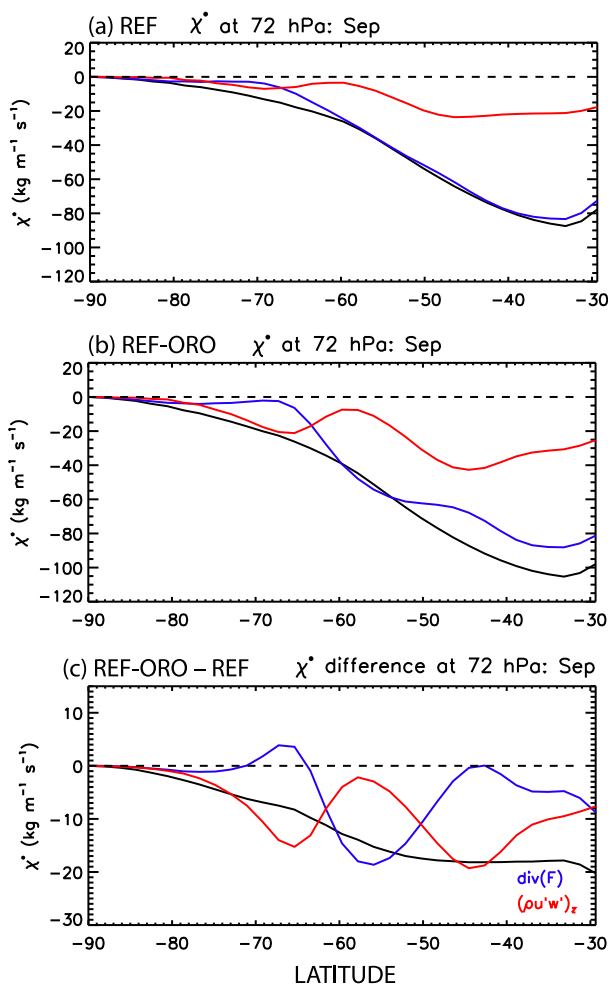 (a) REF χ* at 72 hPa: Sep
20
0
−20
−40
−60
−80
−100
−120
χ* (kg m⁻¹ s⁻¹)
−90 −80 −70 −60 −50 −40 −30
(b) REF-ORO χ* at 72 hPa: Sep
20
0
−20
−40
−60
−80
−100
−120
χ* (kg m⁻¹ s⁻¹)
−90 −80 −70 −60 −50 −40 −30
(c) REF-ORO – REF χ* difference at 72 hPa: Sep
10
0
−10
−20
−30
χ* (kg m⁻¹ s⁻¹)
div(F)
(ρu'w')z
−90 −80 −70 −60 −50 −40 −30
LATITUDE